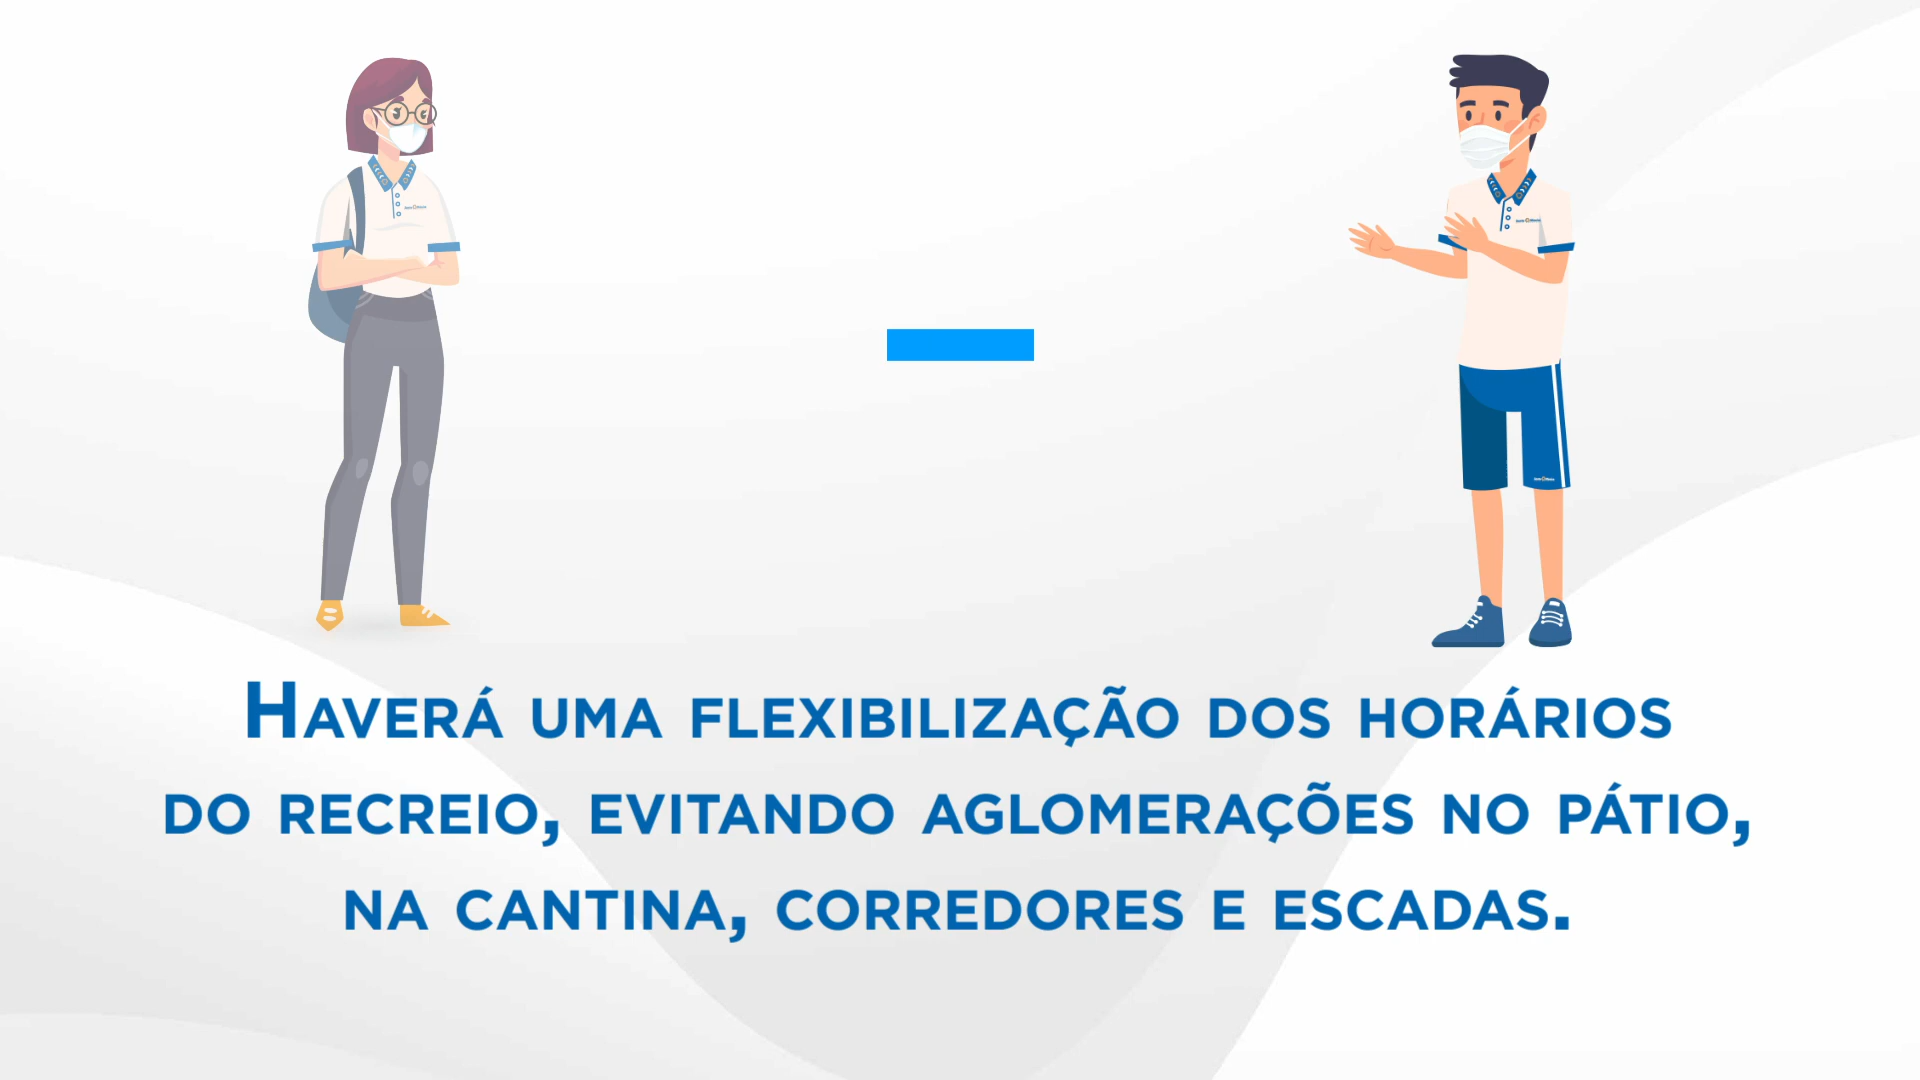 Haverá uma flexibilização dos horários
do recreio, evitando aglomerações no pátio,
na cantina, corredores e escadas.